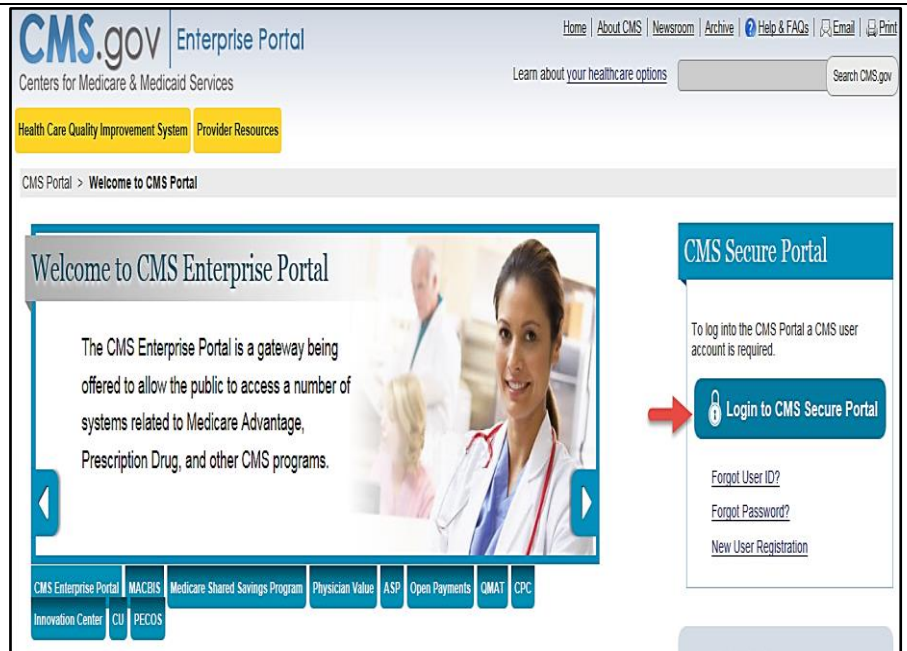 CMS.gov Enterprise Portal
Centers for Medicare & Medicaid Services
Home | About CMS | Newsroom | Archive | Help & FAQs | Email | Print
Learn about your healthcare options
Search CMS.gov
Health Care Quality Improvement System
Provider Resources
CMS Portal > Welcome to CMS Portal
Welcome to CMS Enterprise Portal
The CMS Enterprise Portal is a gateway being
offered to allow the public to access a number of
systems related to Medicare Advantage,
Prescription Drug, and other CMS programs.
CMS Enterprise Portal MACBIS Medicare Shared Savings Program Physician Value ASP Open Payments QMAT CPC
Innovation Center CU PECOS
CMS Secure Portal
To log into the CMS Portal a CMS user
account is required.
Login to CMS Secure Portal
Forgot User ID?
Forgot Password?
New User Registration